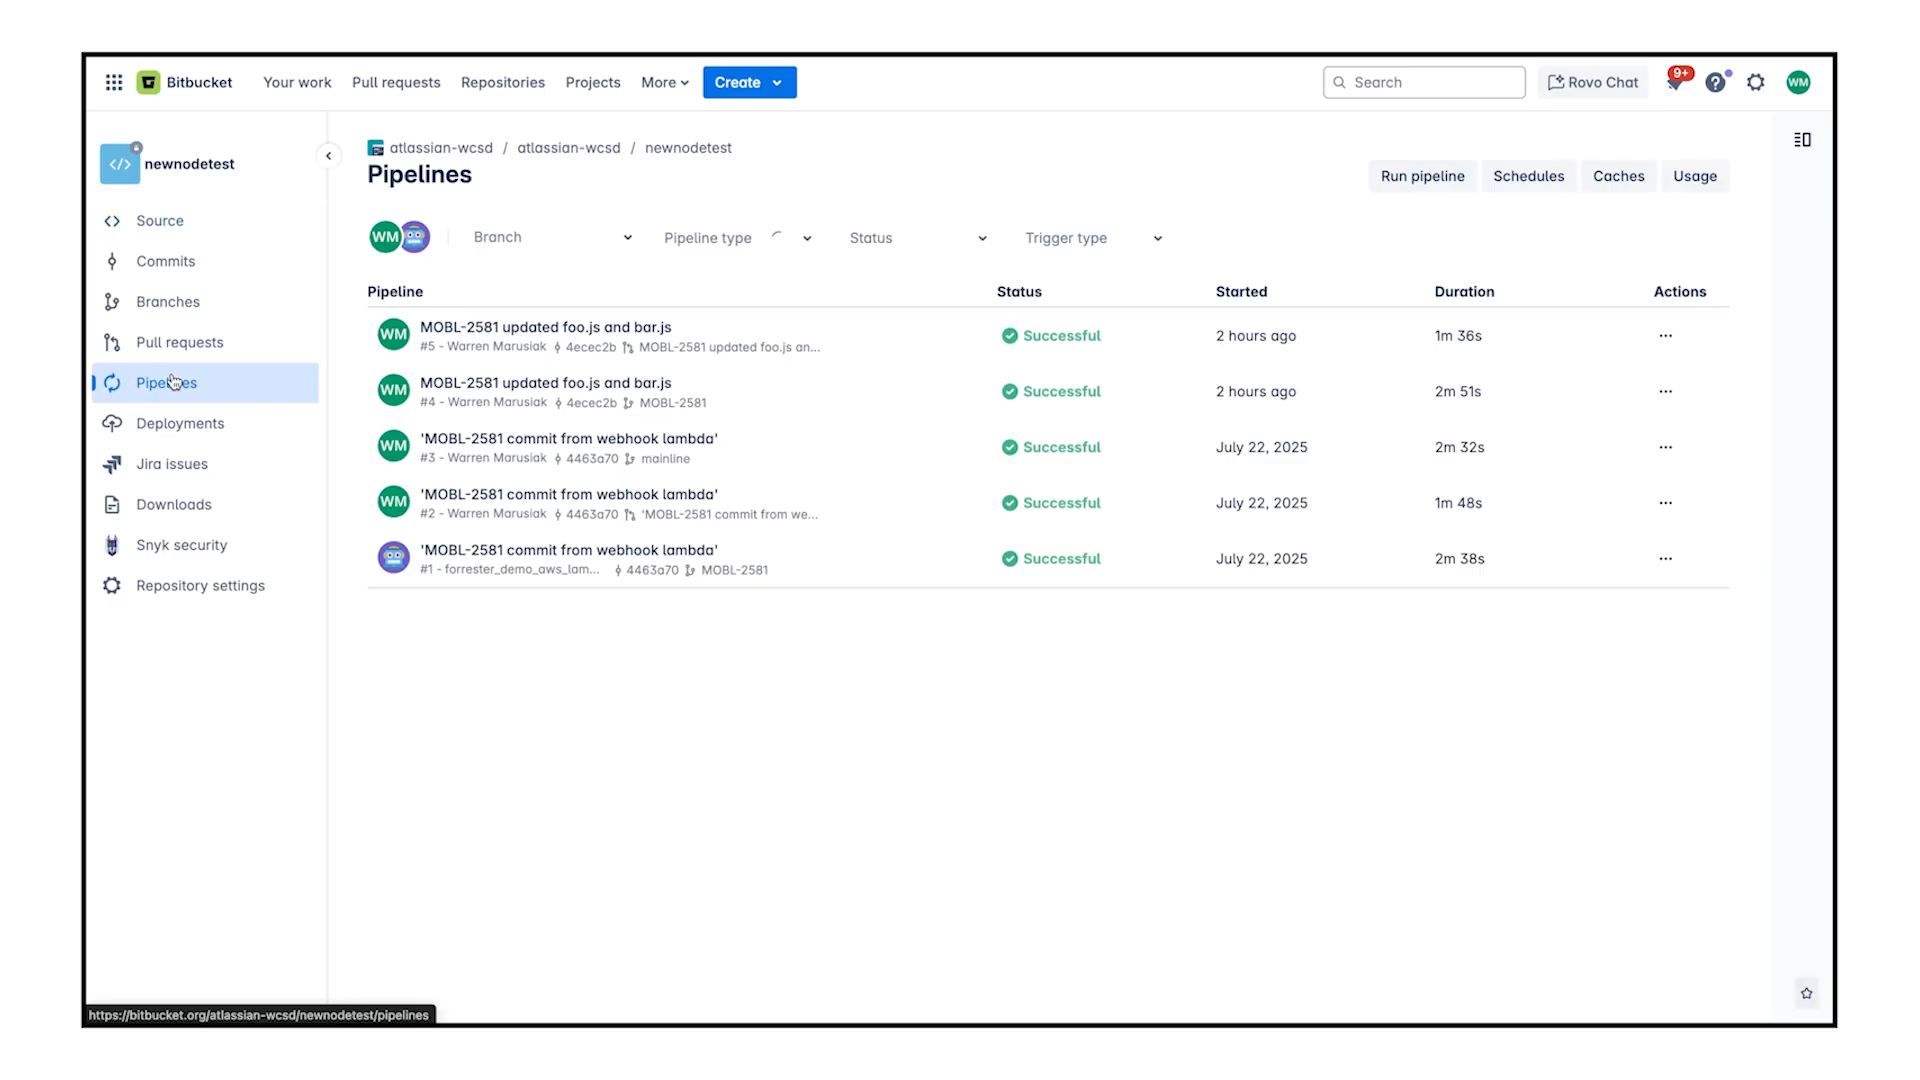 Bitbucket Your work Pull requests Repositories Projects More Create Search Rovo Chat 9+ WM
newnodetest
Source
Commits
Branches
Pull requests
Pipelines
Deployments
Jira issues
Downloads
Snyk security
Repository settings
atlassian-wcsd / atlassian-wcsd / newnodetest
Pipelines
Run pipeline Schedules Caches Usage
WM Branch Pipeline type Status Trigger type
Pipeline Status Started Duration Actions
WM MOBL-2581 updated foo.js and bar.js Successful 2 hours ago 1m 36s
#5 - Warren Marusiak 4ecec2b MOBL-2581 updated foo.js an...
WM MOBL-2581 updated foo.js and bar.js Successful 2 hours ago 2m 51s
#4 - Warren Marusiak 4ecec2b MOBL-2581
WM 'MOBL-2581 commit from webhook lambda' Successful July 22, 2025 2m 32s
#3 - Warren Marusiak 4463a70 mainline
WM 'MOBL-2581 commit from webhook lambda' Successful July 22, 2025 1m 48s
#2 - Warren Marusiak 4463a70 'MOBL-2581 commit from we...
'MOBL-2581 commit from webhook lambda' Successful July 22, 2025 2m 38s
#1 - forrester_demo_aws_lam... 4463a70 MOBL-2581
https://bitbucket.org/atlassian-wcsd/newnodetest/pipelines